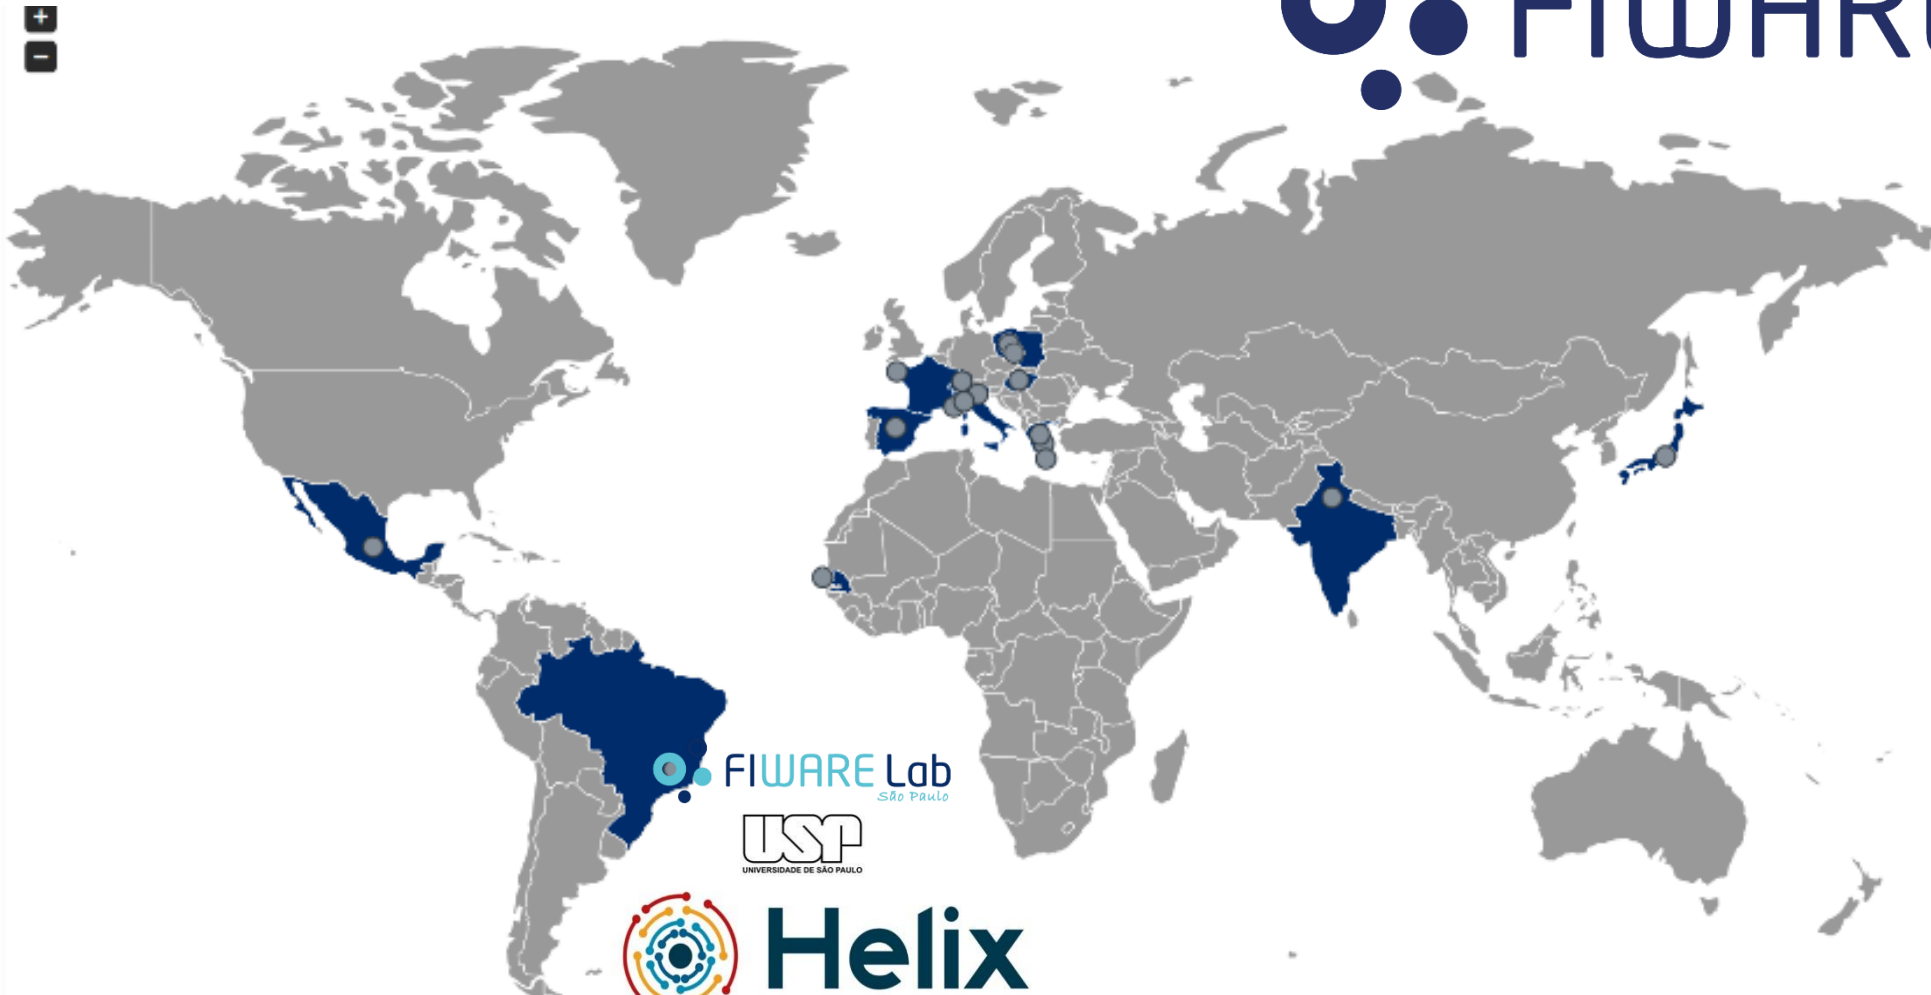 +
FIWARE
−
FIWARE Lab
São Paulo
USP
UNIVERSIDADE DE SÃO PAULO
Helix